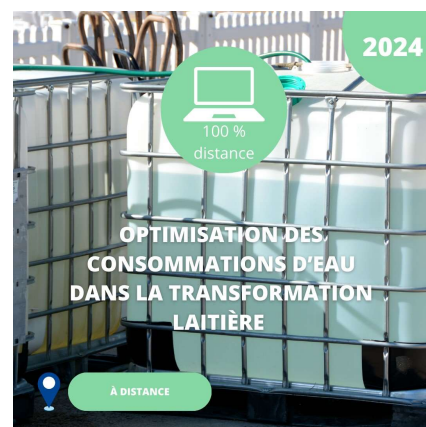 2024
100 %
distance
OPTIMISATION DES
CONSOMMATIONS D'EAU
DANS LA TRANSFORMATION
LAITIÈRE
À DISTANCE